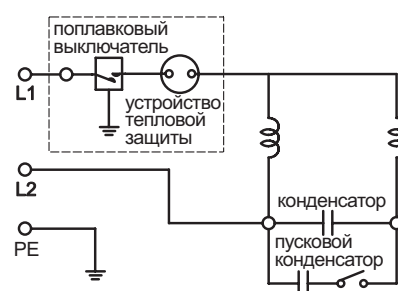 поплавковый
выключатель
L1
устройство
тепловой
защиты
L2
конденсатор
PE
пусковой
конденсатор